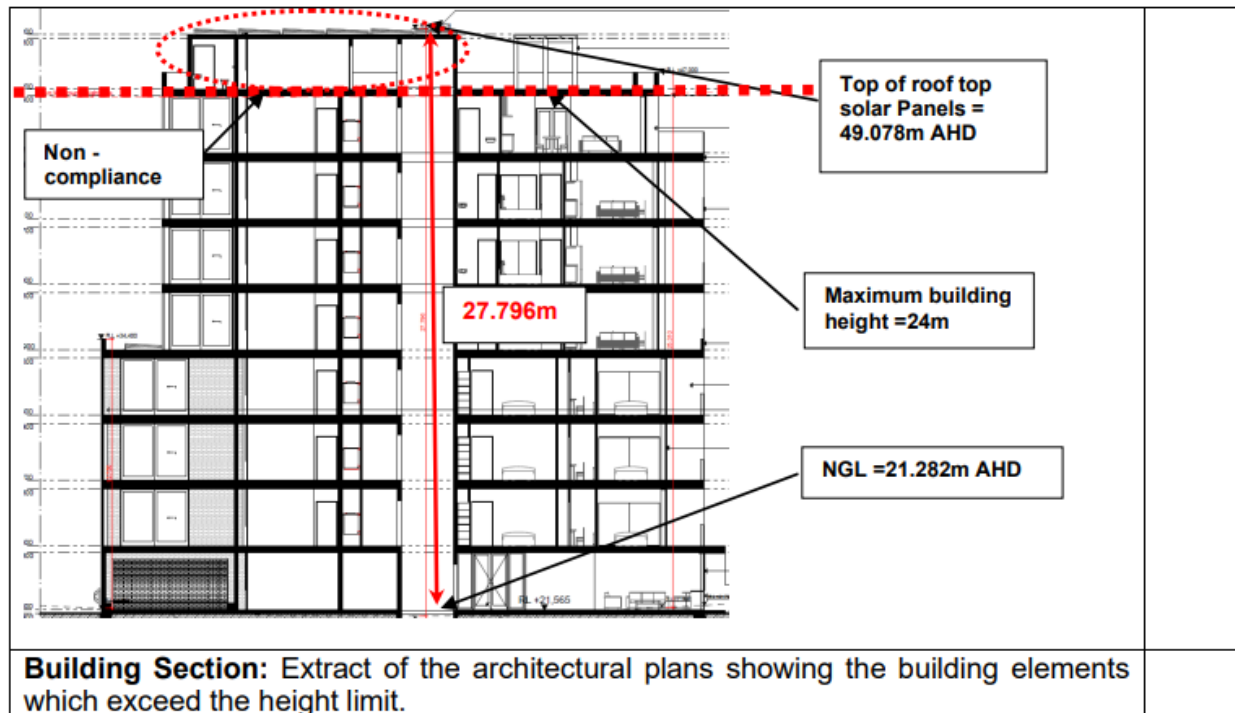 Top of roof top
solar Panels =
49.078m AHD
Non -
compliance
27.796m
Maximum building
height =24m
NGL =21.282m AHD
RL +21,565
Building Section: Extract of the architectural plans showing the building elements
which exceed the height limit.